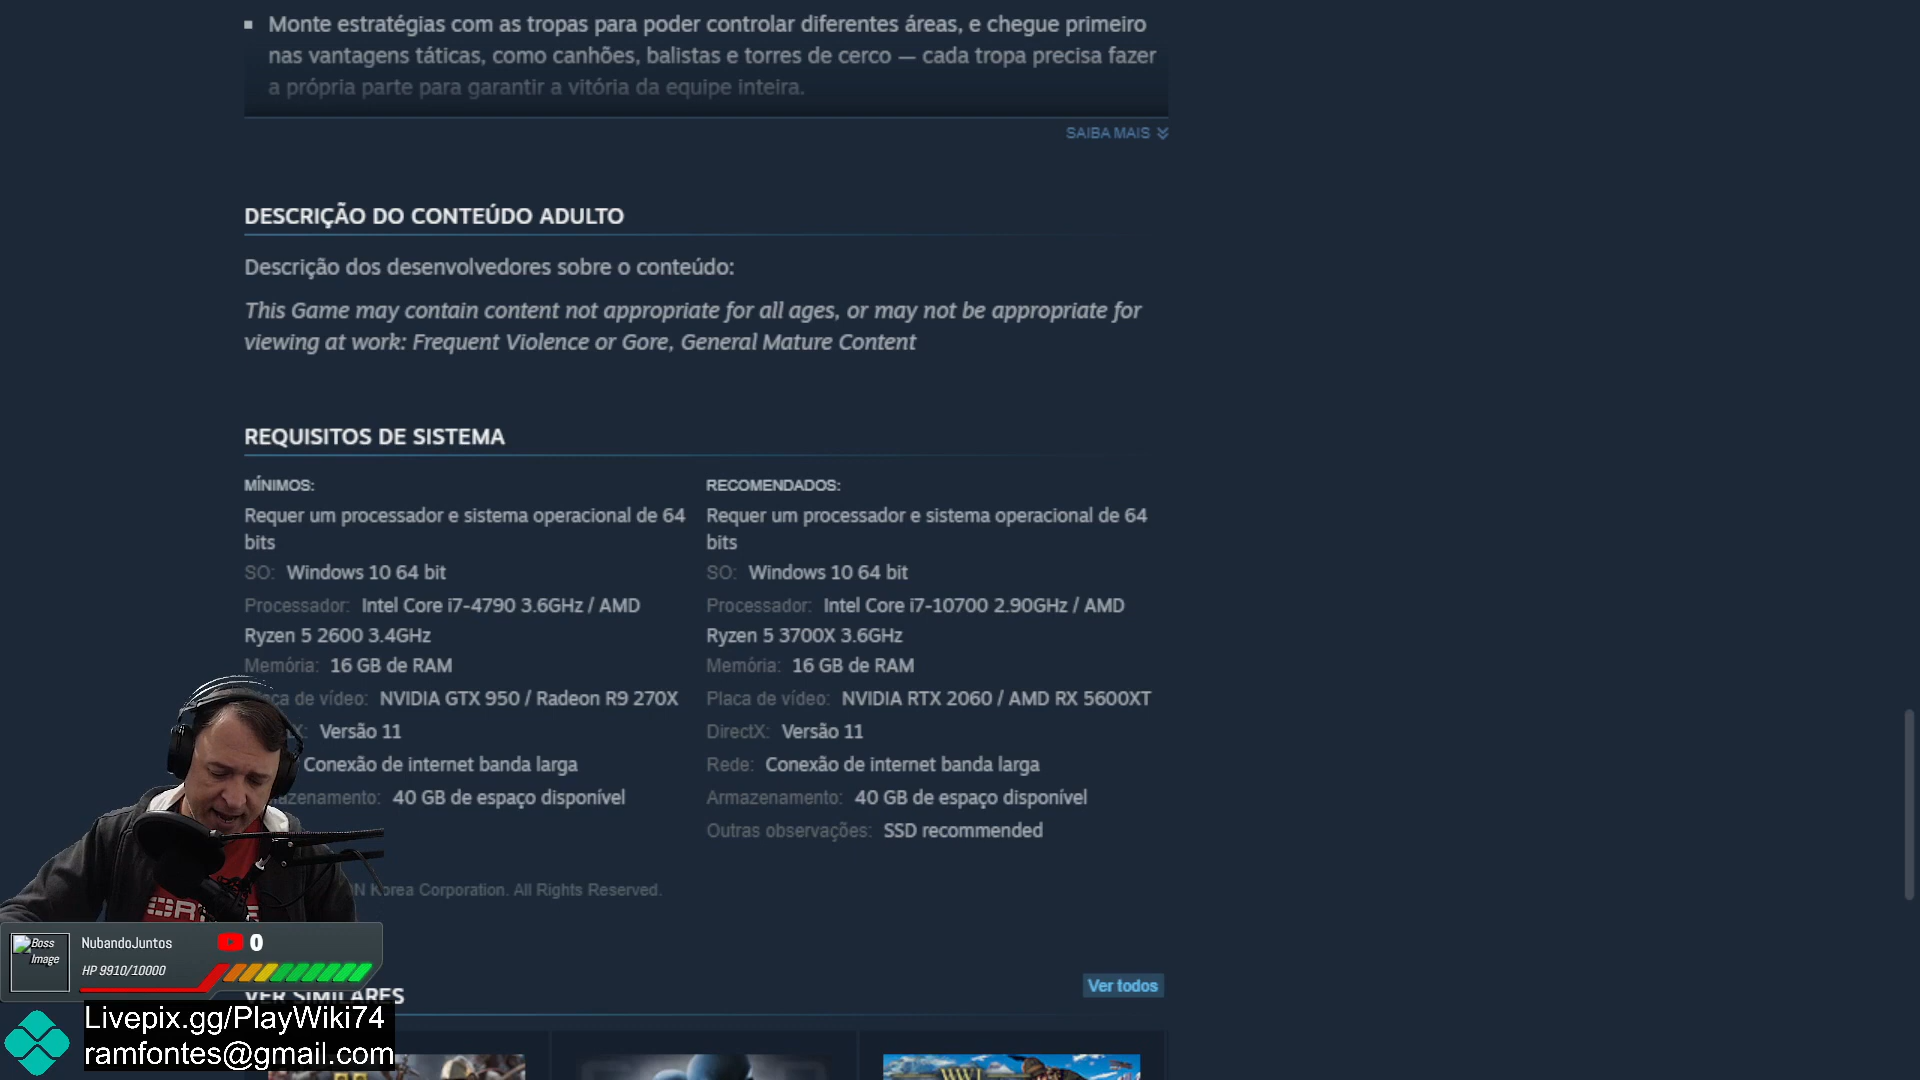 Monte estratégias com as tropas para poder controlar diferentes áreas, e chegue primeiro
nas vantagens táticas, como canhões, balistas e torres de cerco — cada tropa precisa fazer
a própria parte para garantir a vitória da equipe inteira.
SAIBA MAIS
DESCRIÇÃO DO CONTEÚDO ADULTO
Descrição dos desenvolvedores sobre o conteúdo:
This Game may contain content not appropriate for all ages, or may not be appropriate for
viewing at work: Frequent Violence or Gore, General Mature Content
REQUISITOS DE SISTEMA
MÍNIMOS:
Requer um processador e sistema operacional de 64
bits
SO: Windows 10 64 bit
Processador: Intel Core i7-4790 3.6GHz / AMD
Ryzen 5 2600 3.4GHz
Memória: 16 GB de RAM
de vídeo: NVIDIA GTX 950 / Radeon R9 270X
Versão 11
Conexão de internet banda larga
40 GB de espaço disponível
RECOMENDADOS:
Requer um processador e sistema operacional de 64
bits
SO: Windows 10 64 bit
Processador: Intel Core i7-10700 2.90GHz / AMD
Ryzen 5 3700X 3.6GHz
Memória: 16 GB de RAM
Placa de vídeo: NVIDIA RTX 2060 / AMD RX 5600XT
DirectX: Versão 11
Rede: Conexão de internet banda larga
Armazenamento: 40 GB de espaço disponível
Outras observações: SSD recommended
Korea Corporation. All Rights Reserved.
Boss
Image
NubandoJuntos
0
HP 9910/10000
VER SIMILARES
Ver todos
Livepix.gg/PlayWiki74
ramfontes@gmail.com